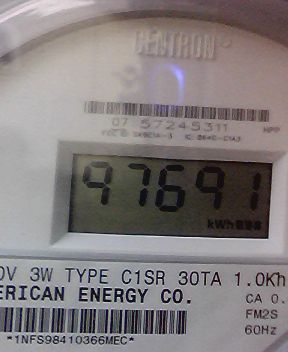 CENTRON®
07 57245311 HPP
97691
kWh
0V 3W TYPE C1SR 30TA 1.0Kh
ERICAN ENERGY CO. CA 0.
FM2S
*1NFS98410366MEC* 60Hz